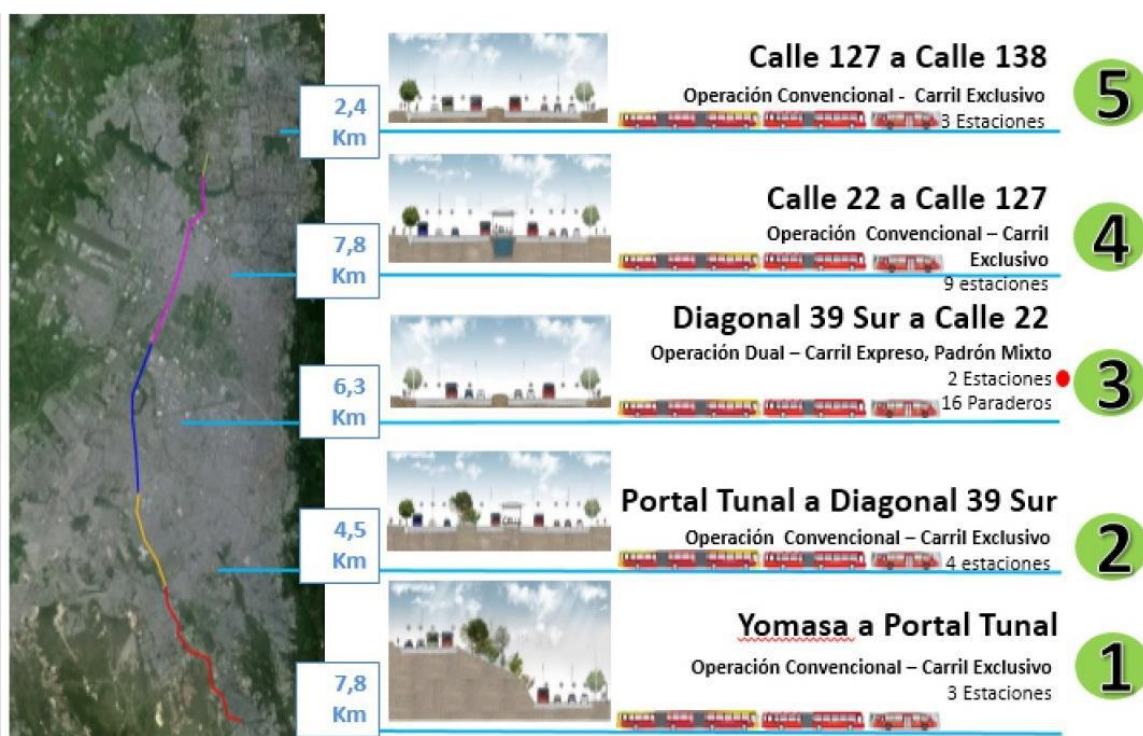 2,4
Km
Calle 127 a Calle 138
Operación Convencional - Carril Exclusivo
3 Estaciones
5
7,8
Km
Calle 22 a Calle 127
Operación Convencional – Carril
Exclusivo
9 estaciones
4
6,3
Km
Diagonal 39 Sur a Calle 22
Operación Dual – Carril Expreso, Padrón Mixto
2 Estaciones
16 Paraderos
3
4,5
Km
Portal Tunal a Diagonal 39 Sur
Operación Convencional – Carril Exclusivo
4 estaciones
2
7,8
Km
Yomasa a Portal Tunal
Operación Convencional – Carril Exclusivo
3 Estaciones
1